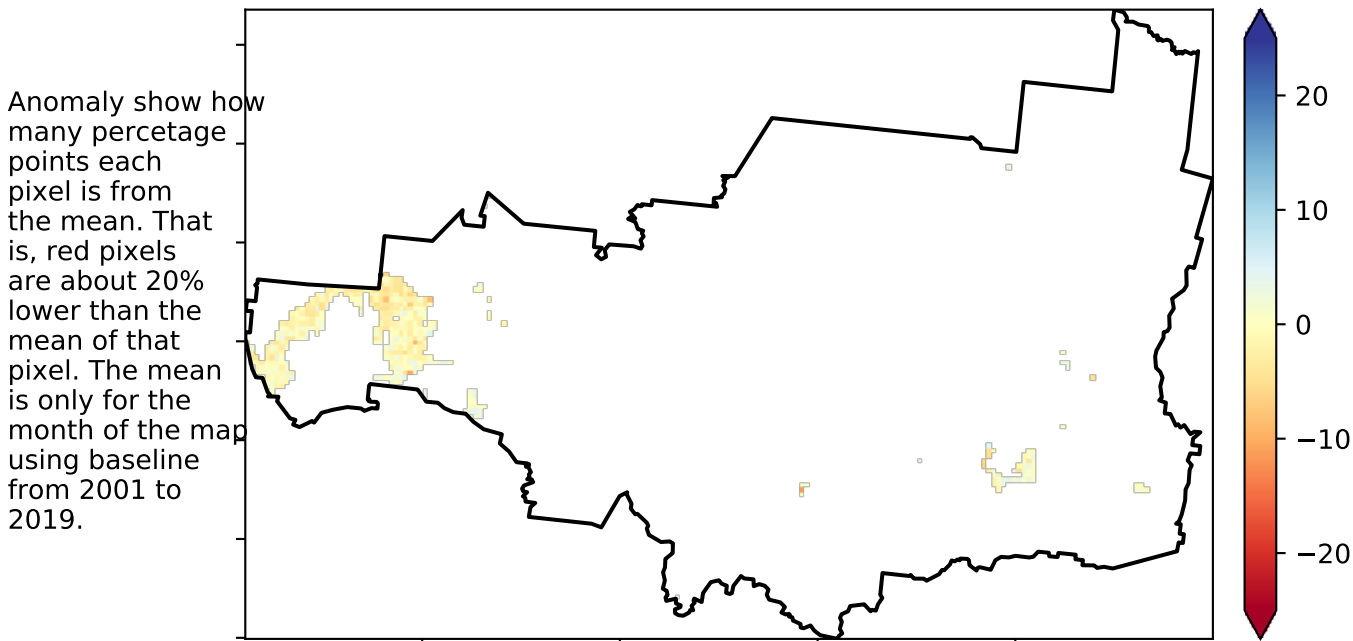 Anomaly show how
many percetage
points each
pixel is from
the mean. That
is, red pixels
are about 20%
lower than the
mean of that
pixel. The mean
is only for the
month of the map
using baseline
from 2001 to
2019.
20
10
0
−10
−20